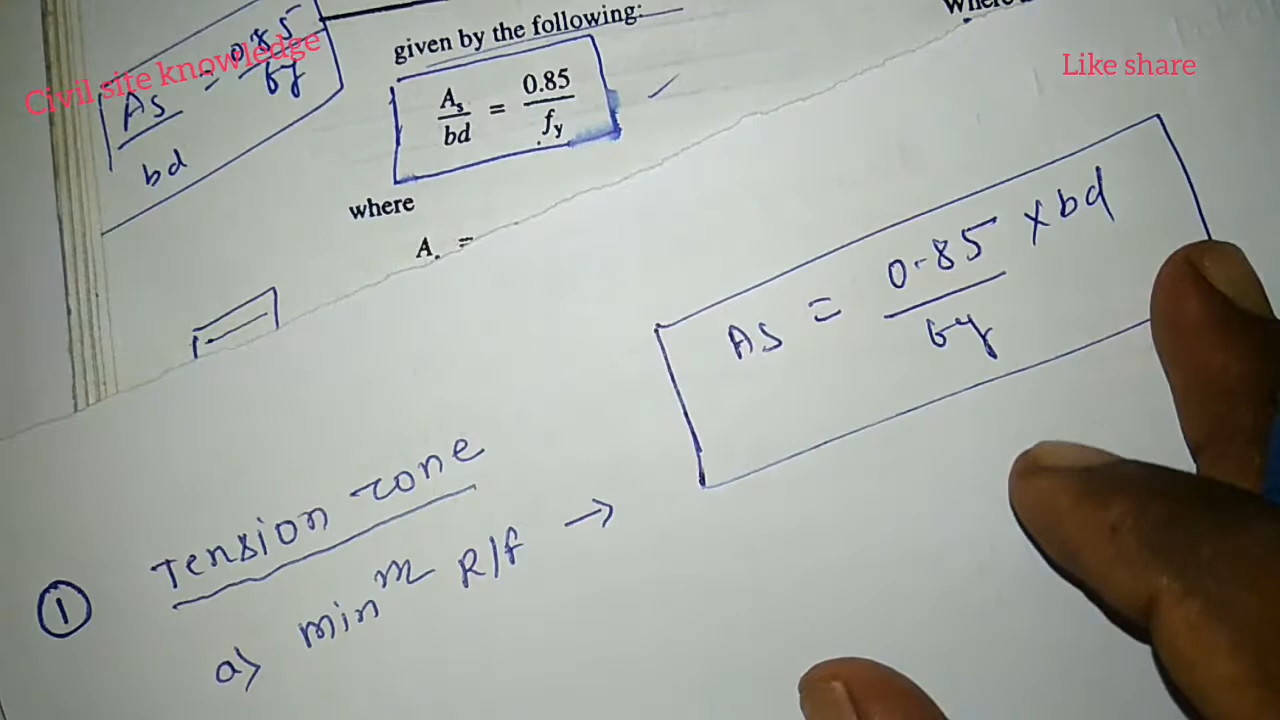 Civil site knowledge
Like share
As/bd = 0.85/fy
given by the following:
As/bd = 0.85/fy
where
As =
As = 0.85/fy × bd
① Tension zone
a) minm R/f →